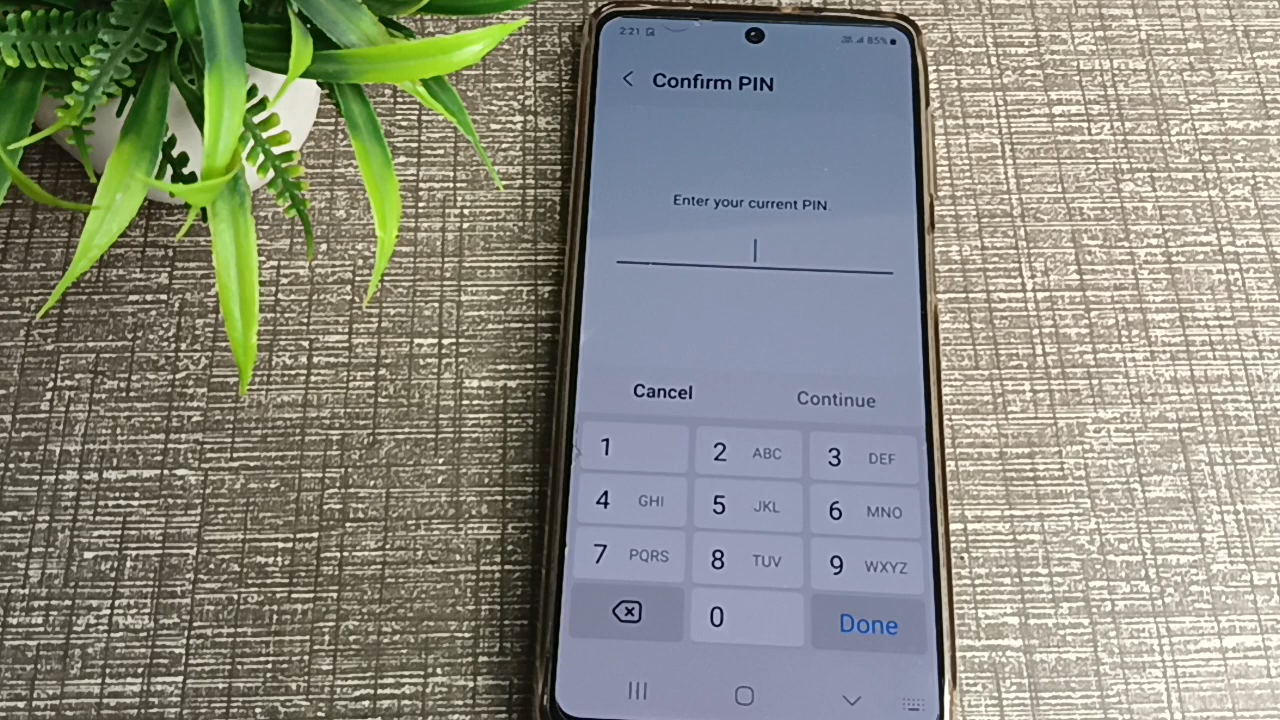 2:21 85%
Confirm PIN
Enter your current PIN.
Cancel Continue
1 2 ABC 3 DEF
4 GHI 5 JKL 6 MNO
7 PQRS 8 TUV 9 WXYZ
0 Done